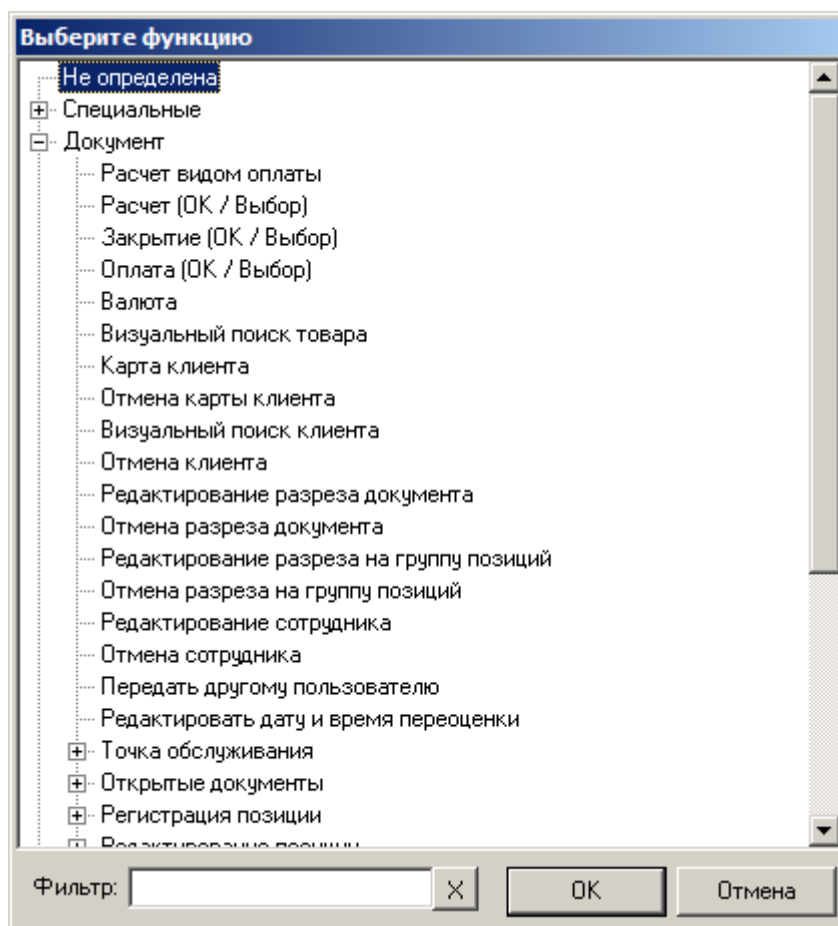 Выберите функцию
Не определена
Специальные
Документ
Расчет видом оплаты
Расчет (ОК / Выбор)
Закрытие (ОК / Выбор)
Оплата (ОК / Выбор)
Валюта
Визуальный поиск товара
Карта клиента
Отмена карты клиента
Визуальный поиск клиента
Отмена клиента
Редактирование разреза документа
Отмена разреза документа
Редактирование разреза на группу позиций
Отмена разреза на группу позиций
Редактирование сотрудника
Отмена сотрудника
Передать другому пользователю
Редактировать дату и время переоценки
Точка обслуживания
Открытые документы
Регистрация позиции
Редактирование позиции
Фильтр: X ОК Отмена